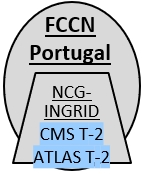 FCCN
Portugal
NCG-
INGRID
CMS T-2
ATLAS T-2